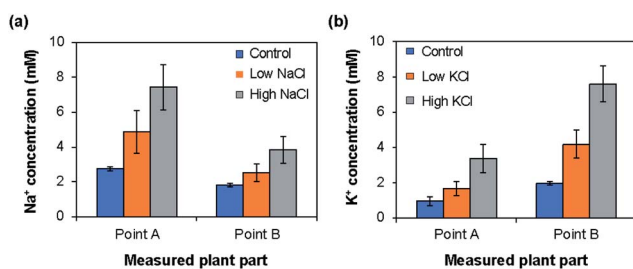 (a)
Na⁺ concentration (mM)
10
8
6
4
2
0
Control
Low NaCl
High NaCl
Point A
Point B
Measured plant part
(b)
K⁺ concentration (mM)
10
8
6
4
2
0
Control
Low KCl
High KCl
Point A
Point B
Measured plant part